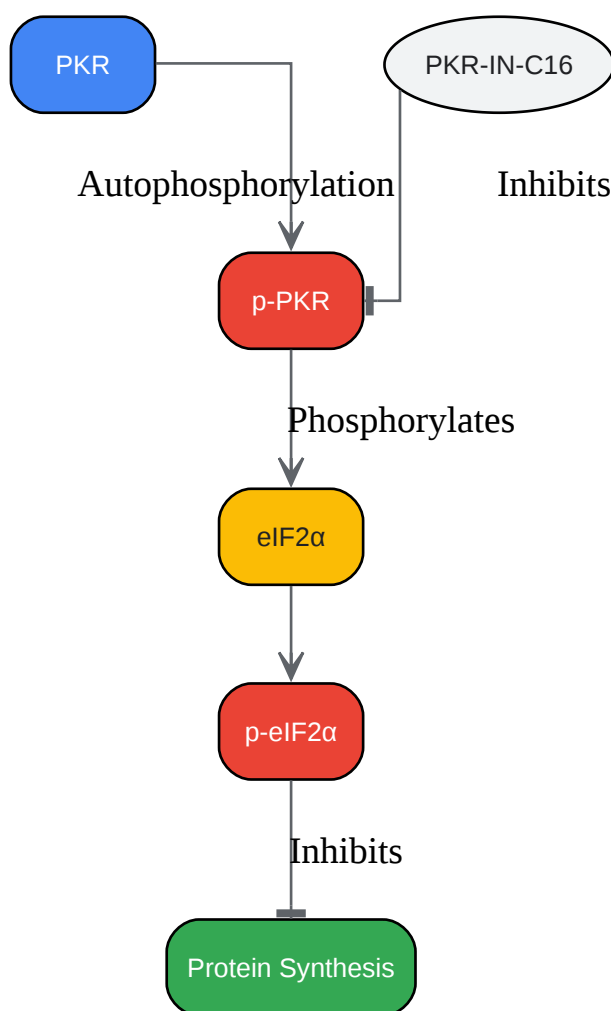 PKR
PKR-IN-C16
Autophosphorylation
Inhibits
p-PKR
Phosphorylates
eIF2α
p-eIF2α
Inhibits
Protein Synthesis